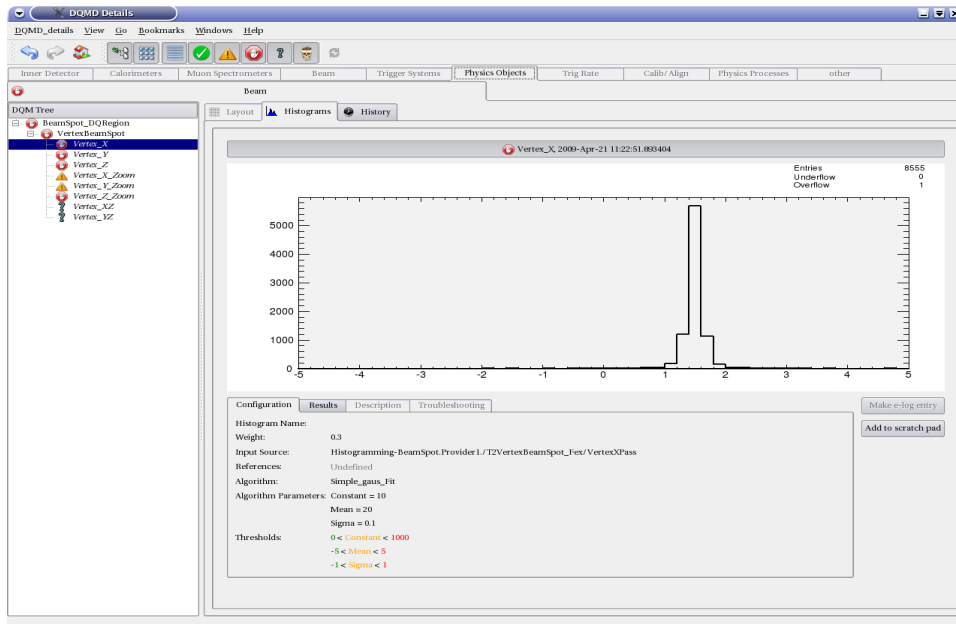 DQMD Details
DQMD_details View Go Bookmarks Windows Help
Inner Detector Calorimeters Muon Spectrometers Beam Trigger Systems Physics Objects Trig Rate Calib/Align Physics Processes other
Beam
DQM Tree
BeamSpot_DQRegion
VertexBeamSpot
Vertex_X
Vertex_Y
Vertex_Z
Vertex_X_Zoom
Vertex_Y_Zoom
Vertex_Z_Zoom
Vertex_XZ
Vertex_YZ
Layout Histograms History
Vertex_X, 2009-Apr-21 11:22:51.893404
Entries 8555
Underflow 0
Overflow 1
5000
4000
3000
2000
1000
0
-5 -4 -3 -2 -1 0 1 2 3 4 5
Configuration Results Description Troubleshooting
Make e-log entry
Add to scratch pad
Histogram Name:
Weight: 0.3
Input Source: Histogramming-BeamSpot.Provider1./T2VertexBeamSpot_Fex/VertexXPass
References: Undefined
Algorithm: Simple_gaus_Fit
Algorithm Parameters: Constant = 10
Mean = 20
Sigma = 0.1
Thresholds: 0 < Constant < 1000
-5 < Mean < 5
-1 < Sigma < 1